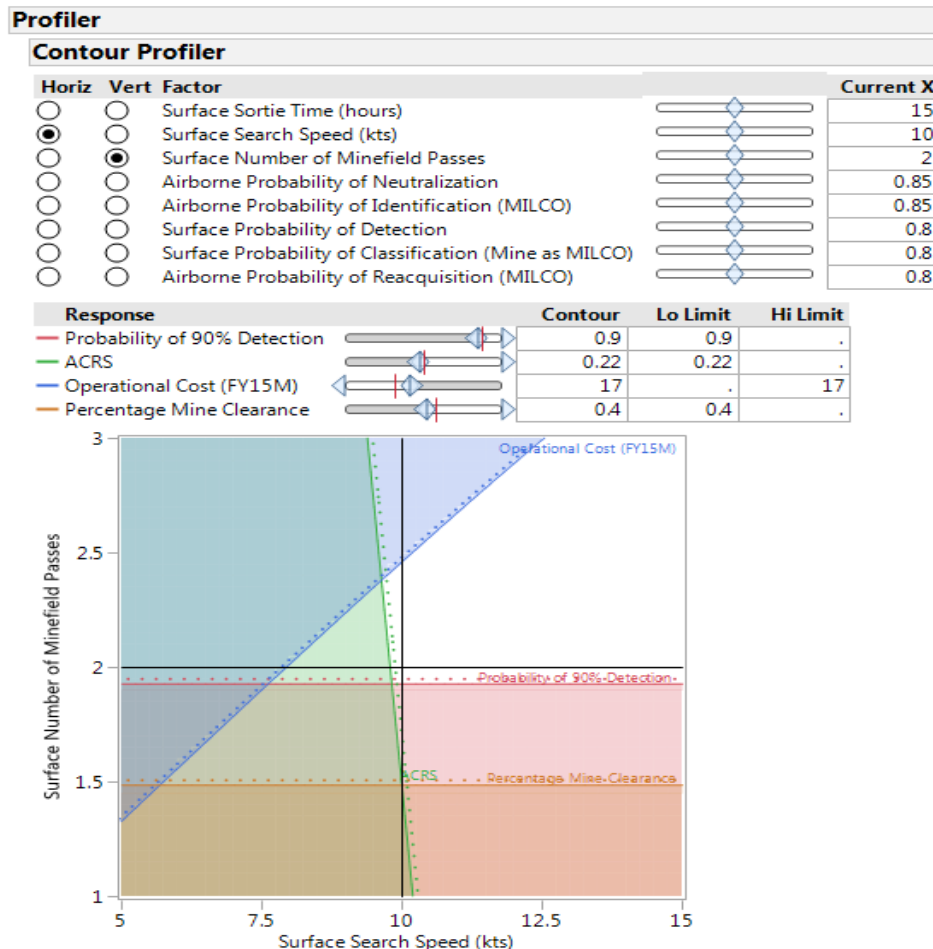 Profiler
Contour Profiler
Horiz Vert Factor Current X
Surface Sortie Time (hours) 15
Surface Search Speed (kts) 10
Surface Number of Minefield Passes 2
Airborne Probability of Neutralization 0.85
Airborne Probability of Identification (MILCO) 0.85
Surface Probability of Detection 0.8
Surface Probability of Classification (Mine as MILCO) 0.8
Airborne Probability of Reacquisition (MILCO) 0.8
Response Contour Lo Limit Hi Limit
Probability of 90% Detection 0.9 0.9 .
ACRS 0.22 0.22 .
Operational Cost (FY15M) 17 . 17
Percentage Mine Clearance 0.4 0.4 .
3
Operational Cost (FY15M)
2.5
2
Probability of 90% Detection
ACRS
1.5
Percentage Mine Clearance
1
Surface Number of Minefield Passes
5 7.5 10 12.5 15
Surface Search Speed (kts)